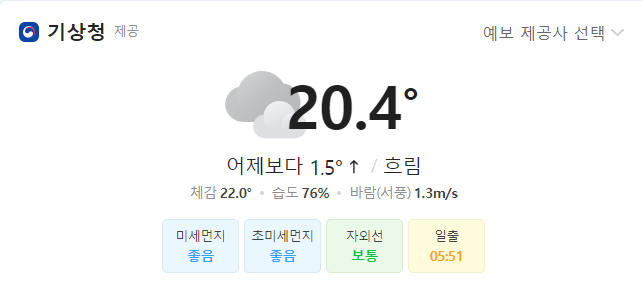 기상청 제공 예보 제공사 선택
20.4°
어제보다 1.5° ↑ / 흐림
체감 22.0° • 습도 76% • 바람(서풍) 1.3m/s
미세먼지 초미세먼지 자외선 일출
좋음 좋음 보통 05:51